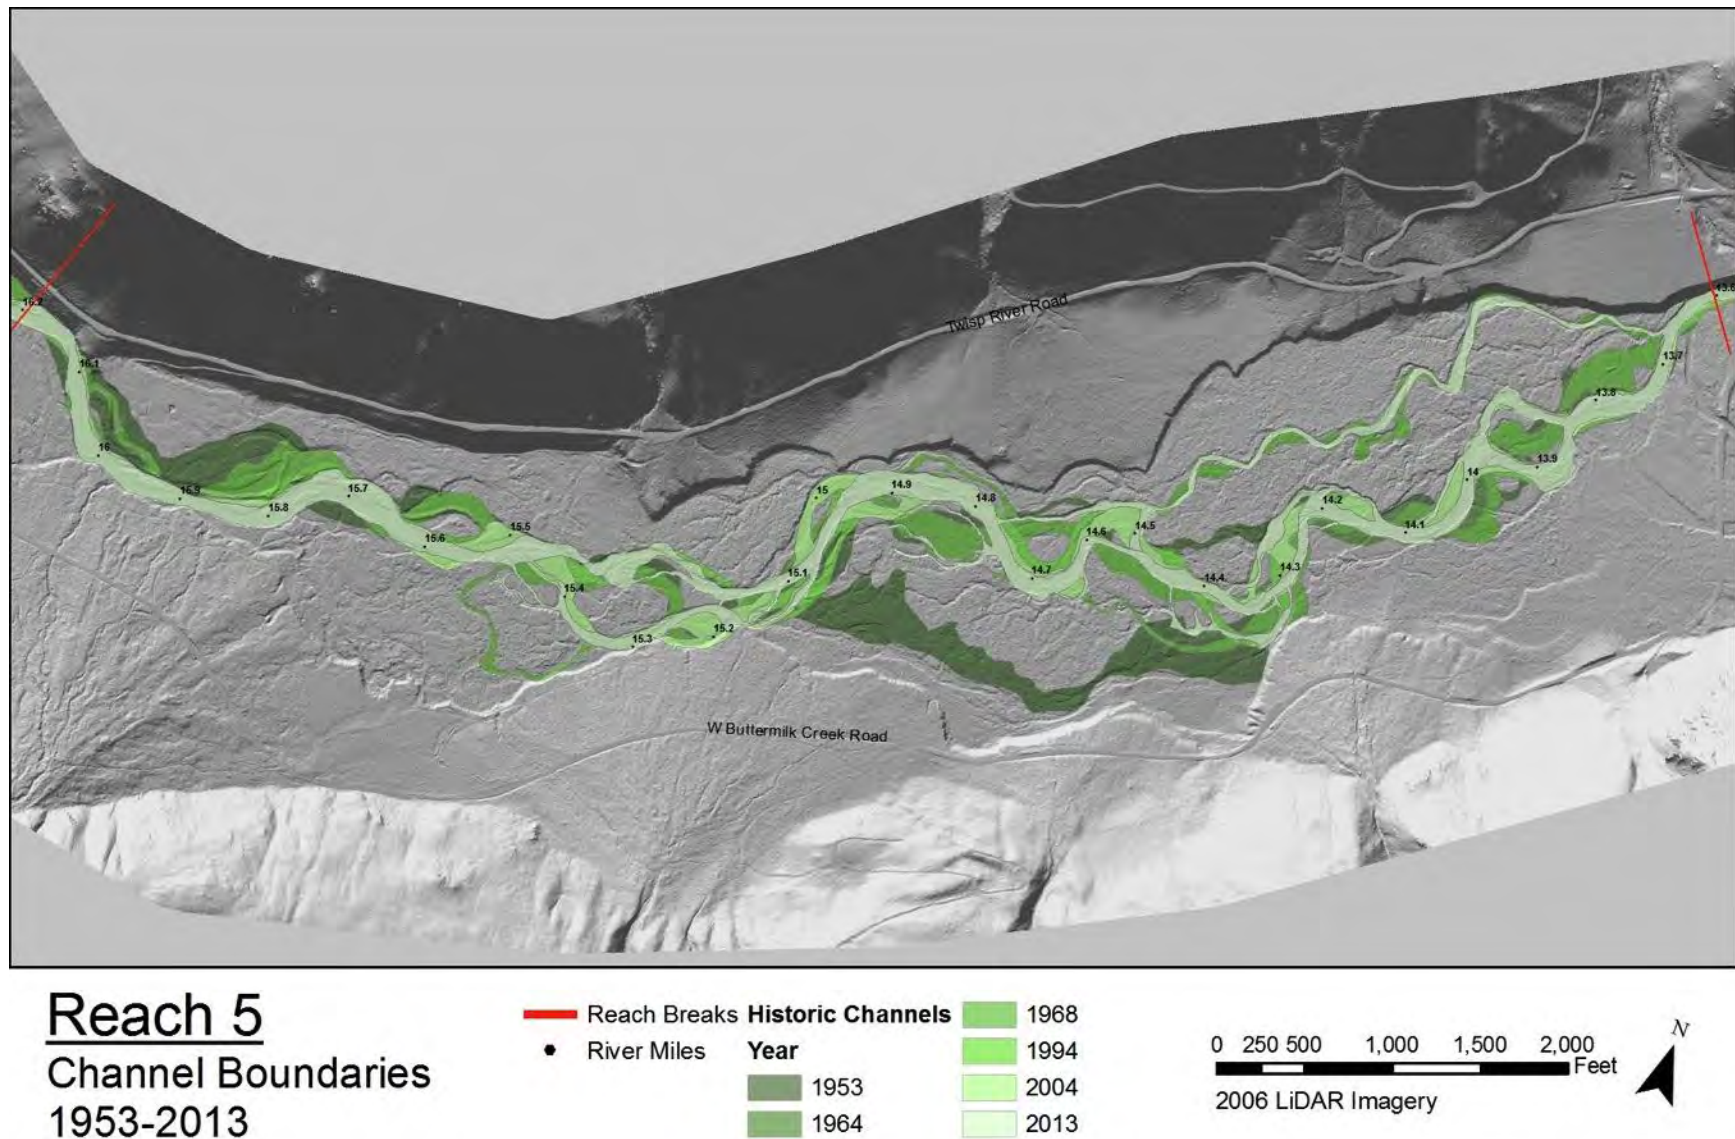 16.2
13.6
16.1
13.7
13.8
16
15.9
15.8
15.7
15.6
15.5
15.4
15.3
15.2
15.1
15
14.9
14.8
14.7
14.6
14.5
14.4
14.3
14.2
14.1
14
13.9
Twisp River Road
W Buttermilk Creek Road
Reach 5
Channel Boundaries
1953-2013
Reach Breaks
River Miles
Historic Channels
Year
1953
1964
1968
1994
2004
2013
0 250 500 1,000 1,500 2,000
Feet
2006 LiDAR Imagery
N